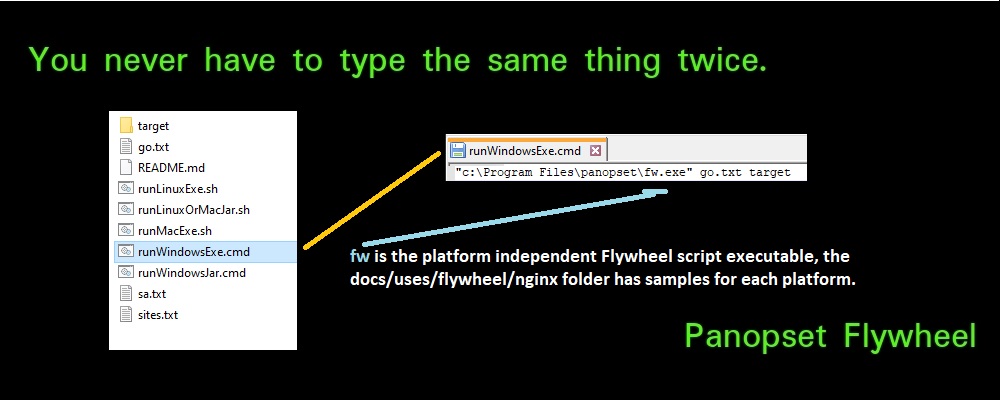 You never have to type the same thing twice.
target
go.txt
README.md
runLinuxExe.sh
runLinuxOrMacJar.sh
runMacExe.sh
runWindowsExe.cmd
runWindowsJar.cmd
sa.txt
sites.txt
runWindowsExe.cmd
"c:\Program Files\panopset\fw.exe" go.txt target
fw is the platform independent Flywheel script executable, the
docs/uses/flywheel/nginx folder has samples for each platform.
Panopset Flywheel